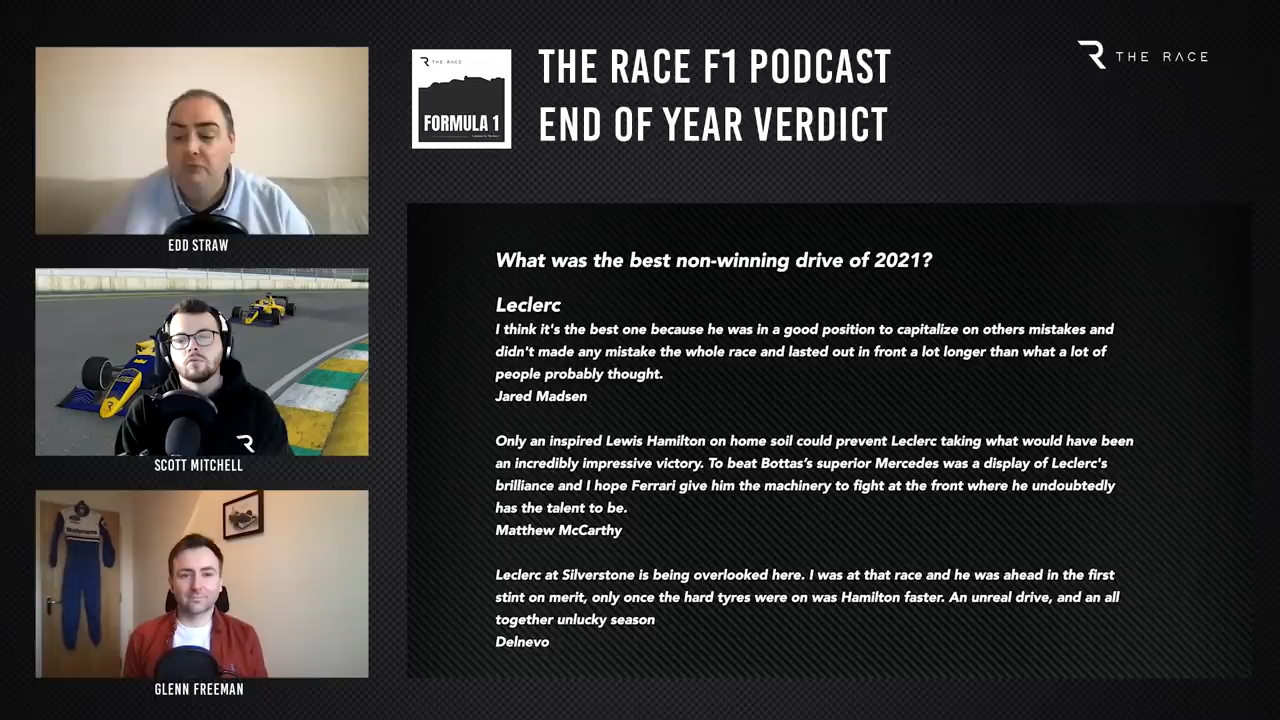 THE RACE
FORMULA 1
THE RACE F1 PODCAST
END OF YEAR VERDICT
THE RACE
EDD STRAW
SCOTT MITCHELL
Rothmans
GLENN FREEMAN
What was the best non-winning drive of 2021?
Leclerc
I think it's the best one because he was in a good position to capitalize on others mistakes and
didn't made any mistake the whole race and lasted out in front a lot longer than what a lot of
people probably thought.
Jared Madsen
Only an inspired Lewis Hamilton on home soil could prevent Leclerc taking what would have been
an incredibly impressive victory. To beat Bottas's superior Mercedes was a display of Leclerc's
brilliance and I hope Ferrari give him the machinery to fight at the front where he undoubtedly
has the talent to be.
Matthew McCarthy
Leclerc at Silverstone is being overlooked here. I was at that race and he was ahead in the first
stint on merit, only once the hard tyres were on was Hamilton faster. An unreal drive, and an all
together unlucky season
Delnevo